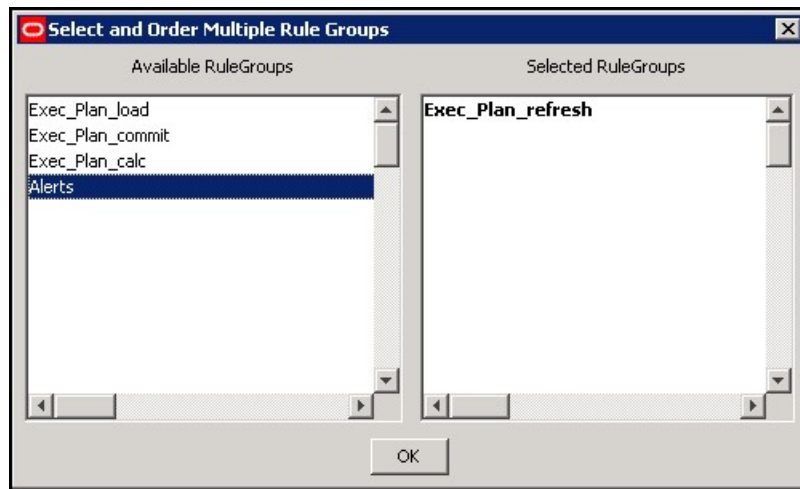 Select and Order Multiple Rule Groups
Available RuleGroups
Selected RuleGroups
Exec_Plan_load
Exec_Plan_commit
Exec_Plan_calc
Alerts
Exec_Plan_refresh
OK